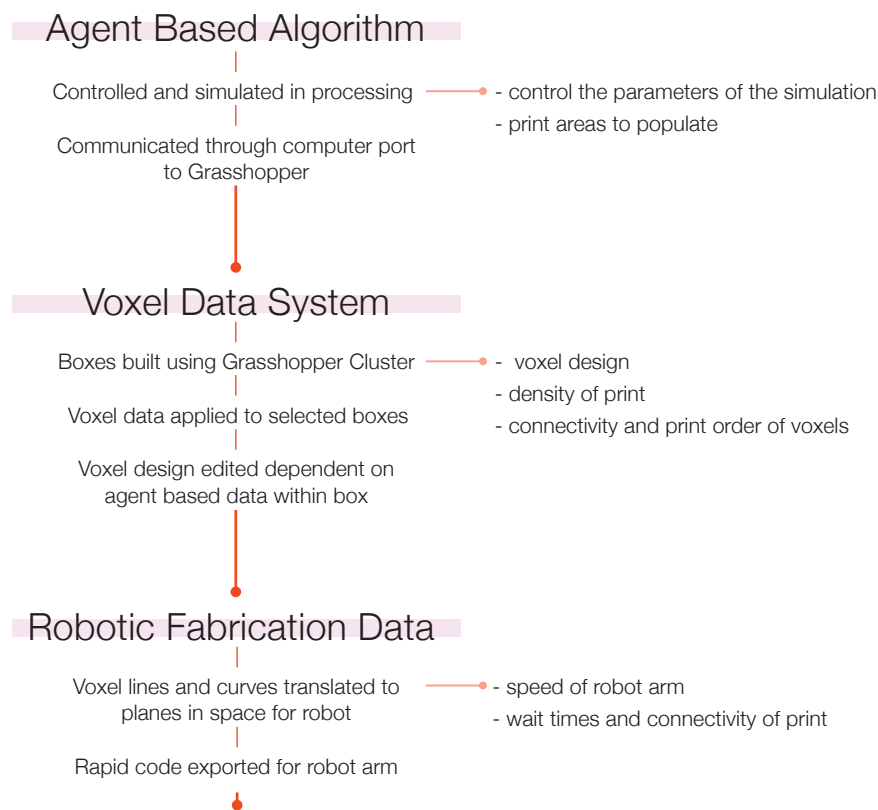 Agent Based Algorithm
Controlled and simulated in processing
- control the parameters of the simulation
- print areas to populate
Communicated through computer port
to Grasshopper
Voxel Data System
Boxes built using Grasshopper Cluster
- voxel design
- density of print
- connectivity and print order of voxels
Voxel data applied to selected boxes
Voxel design edited dependent on
agent based data within box
Robotic Fabrication Data
Voxel lines and curves translated to
planes in space for robot
- speed of robot arm
- wait times and connectivity of print
Rapid code exported for robot arm